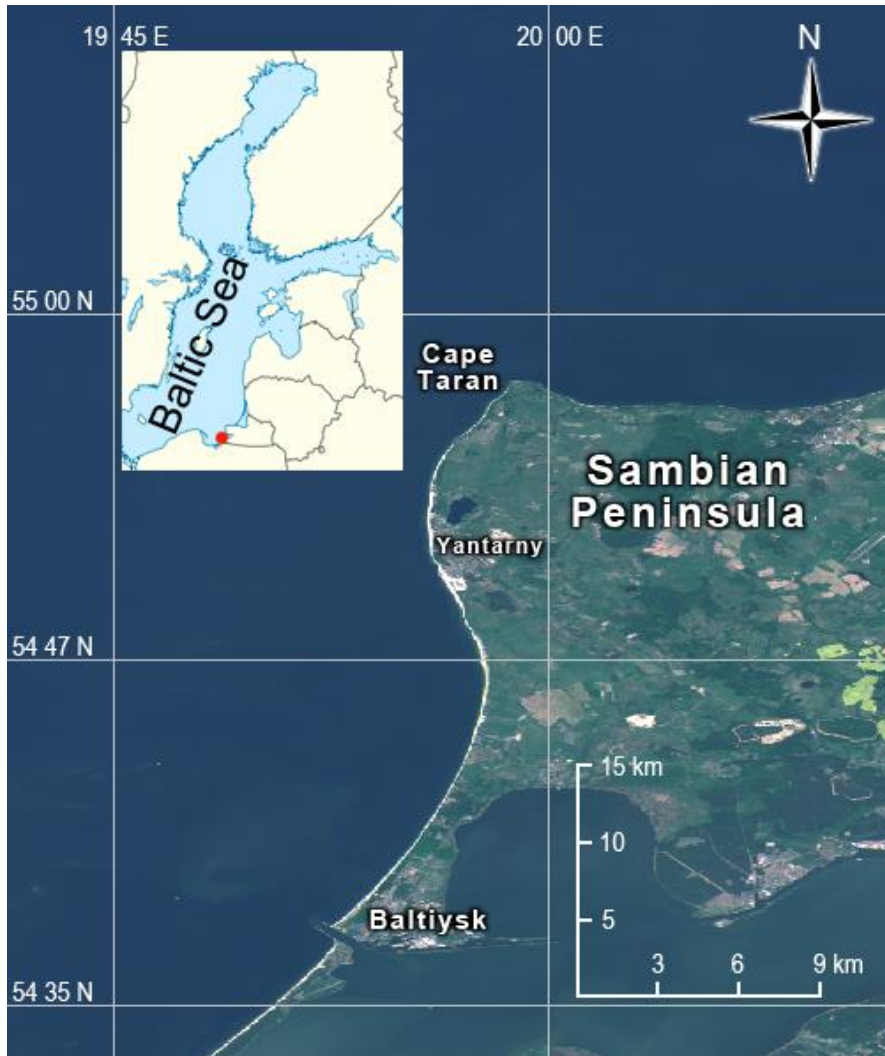 19 45 E
20 00 E
N
Baltic Sea
55 00 N
Cape
Taran
Sambian
Peninsula
Yantarny
54 47 N
15 km
10
5
Baltiysk
3 6 9 km
54 35 N